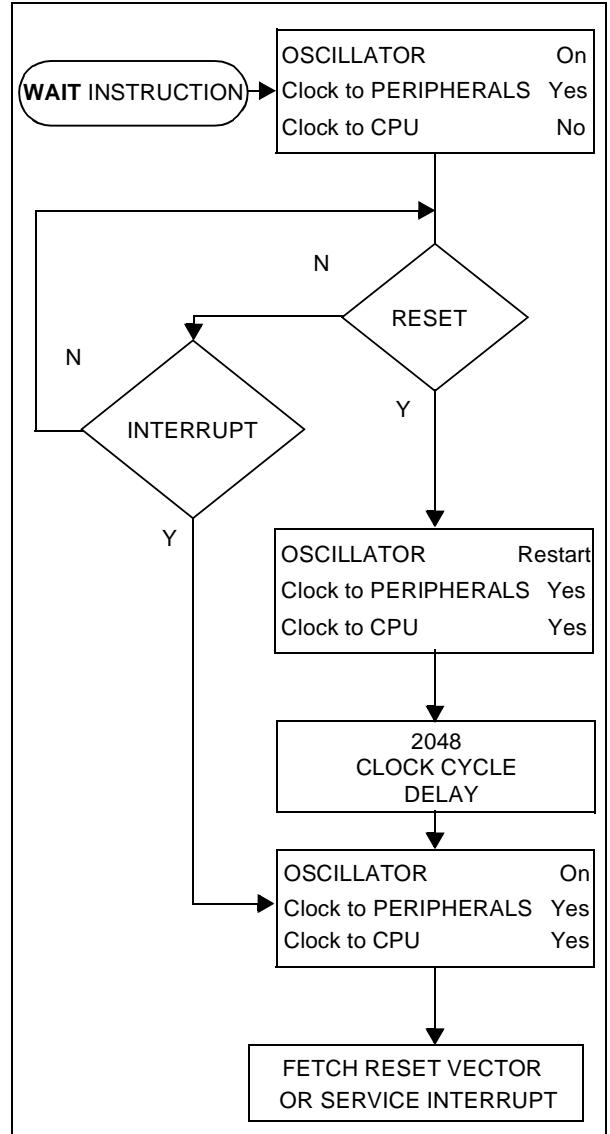 WAIT INSTRUCTION
OSCILLATOR On
Clock to PERIPHERALS Yes
Clock to CPU No
N
RESET
N
INTERRUPT
Y
Y
OSCILLATOR Restart
Clock to PERIPHERALS Yes
Clock to CPU Yes
2048
CLOCK CYCLE
DELAY
OSCILLATOR On
Clock to PERIPHERALS Yes
Clock to CPU Yes
FETCH RESET VECTOR
OR SERVICE INTERRUPT